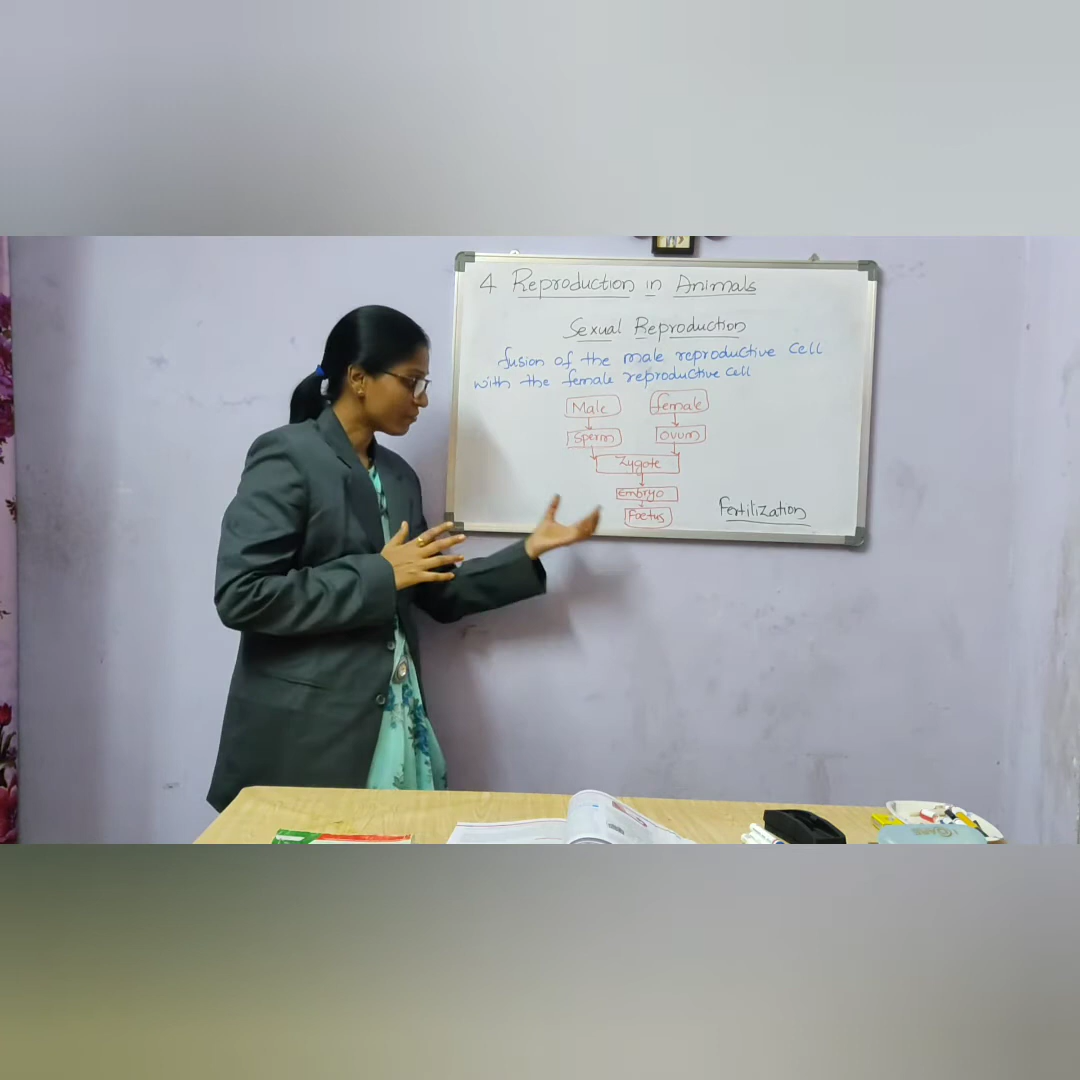 4 Reproduction in Animals
Sexual Reproduction
fusion of the male reproductive cell
with the female reproductive cell
Male female
Sperm ovum
Zygote
Embryo
Foetus
Fertilization